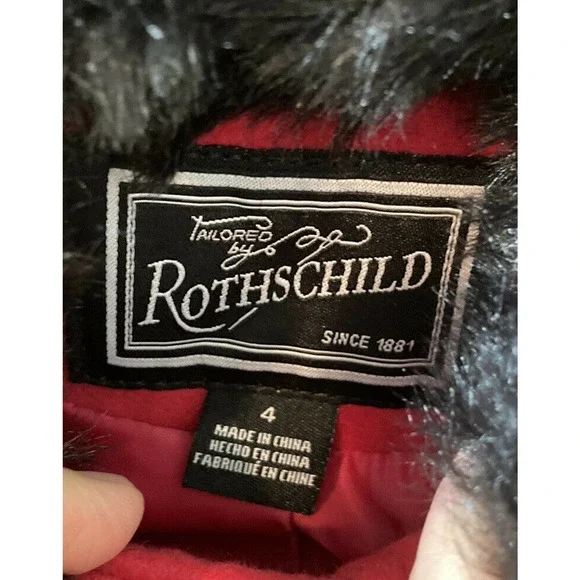 TAILORED
by
ROTHSCHILD
SINCE 1881
4
MADE IN CHINA
HECHO EN CHINA
FABRIQUÉ EN CHINE